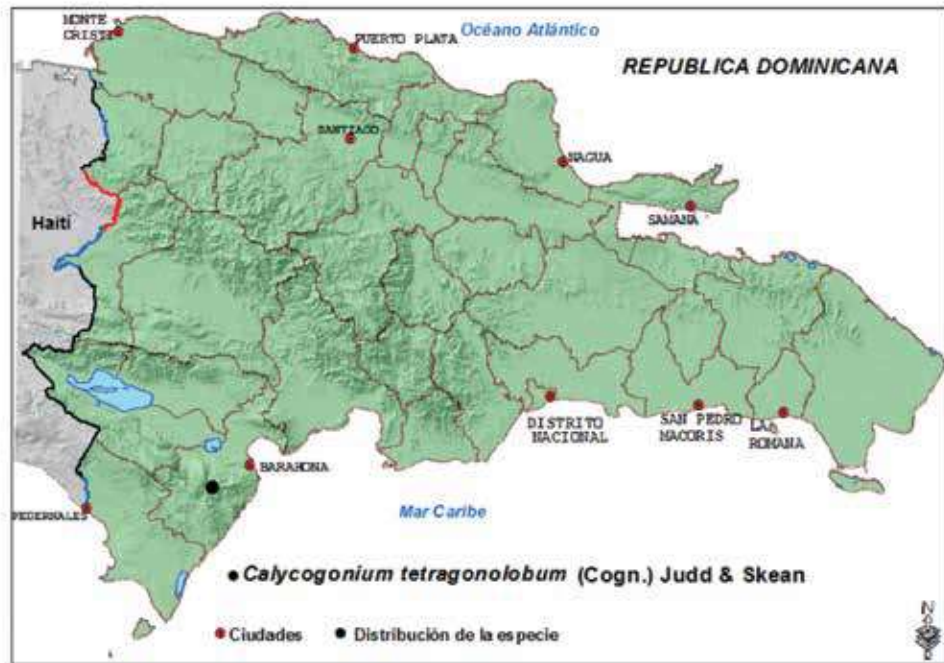 MONTE
CRISTI
PUERTO PLATA
Océano Atlántico
REPUBLICA DOMINICANA
SANTIAGO
NAGUA
SAMANA
Haití
DISTRITO
NACIONAL
SAN PEDRO
MACORIS
LA
ROMANA
BARAHONA
PEDERNALES
Mar Caribe
Calycogonium tetragonolobum (Cogn.) Judd & Skean
Ciudades
Distribución de la especie
N